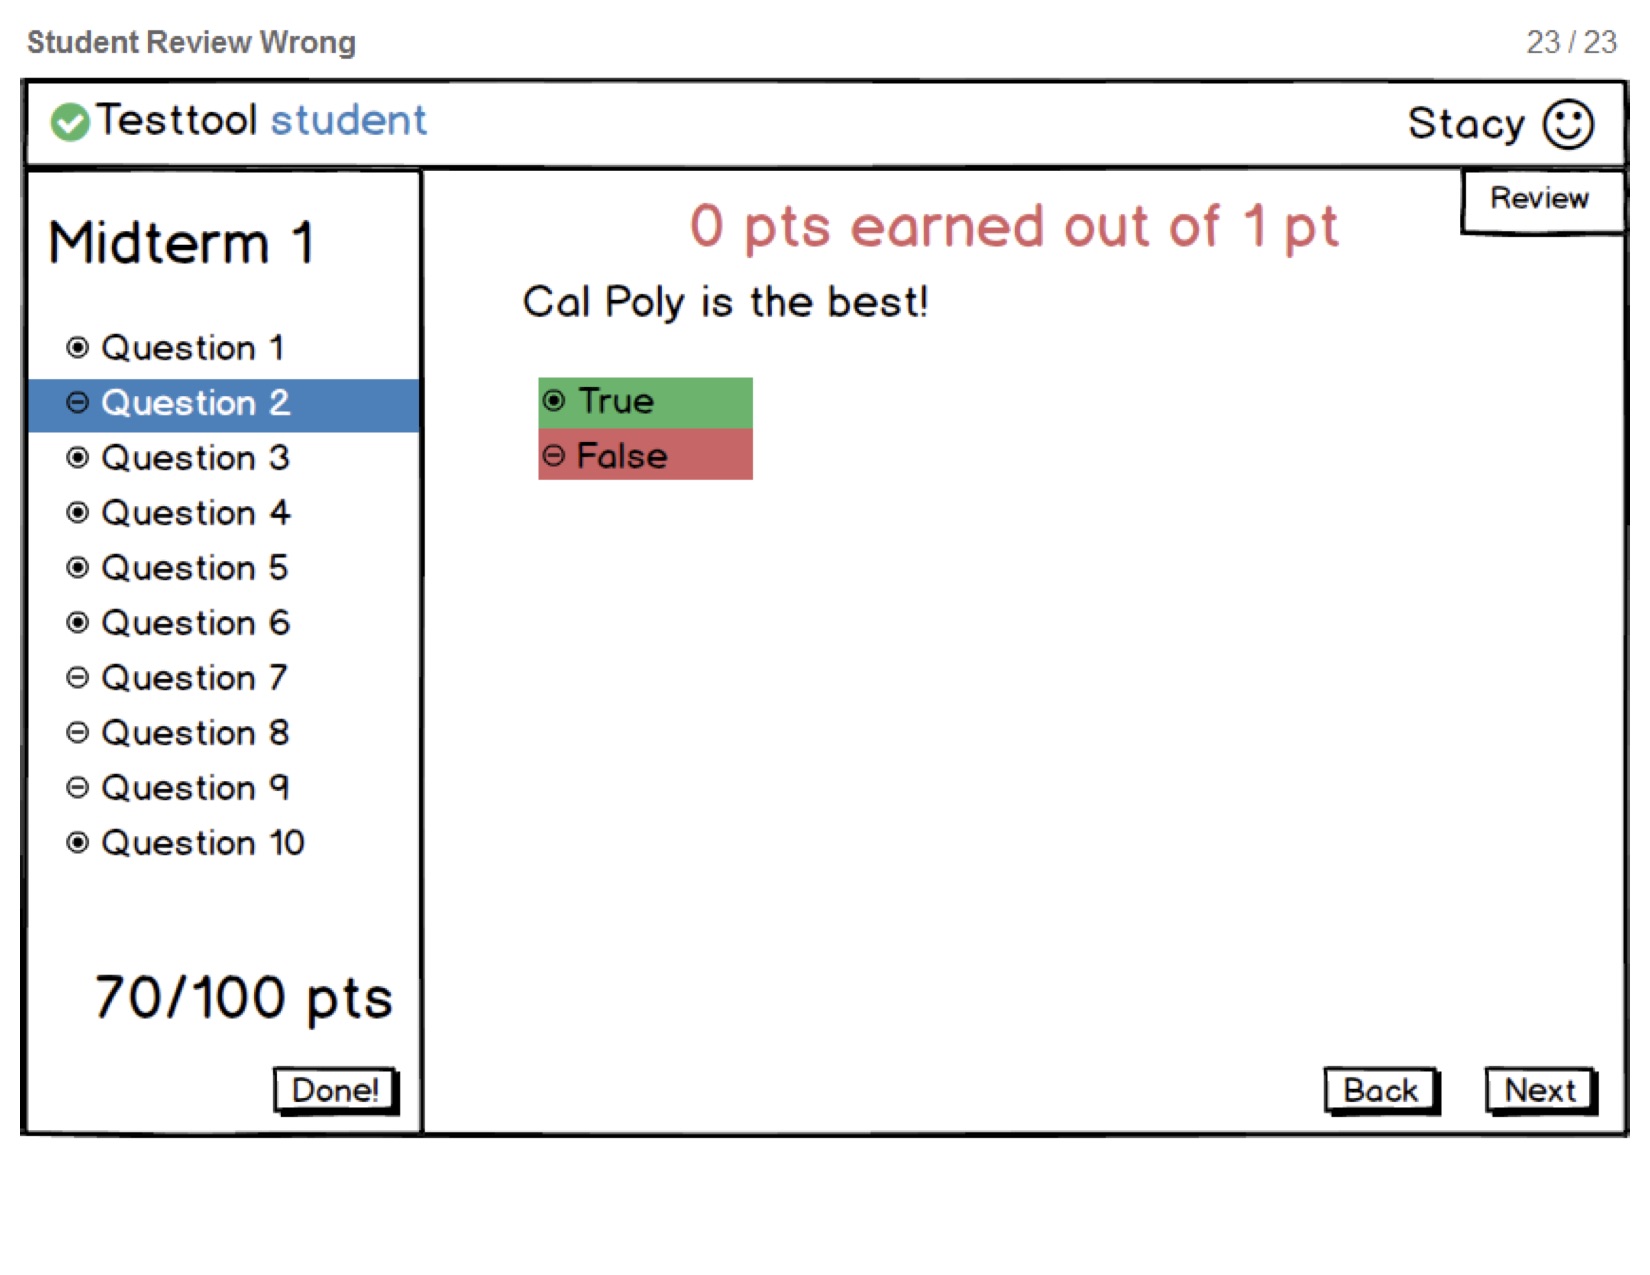 Student Review Wrong
23 / 23
Testtool student
Stacy
Review
Midterm 1
Question 1
Question 2
Question 3
Question 4
Question 5
Question 6
Question 7
Question 8
Question 9
Question 10
70/100 pts
Done!
0 pts earned out of 1 pt
Cal Poly is the best!
True
False
Back
Next